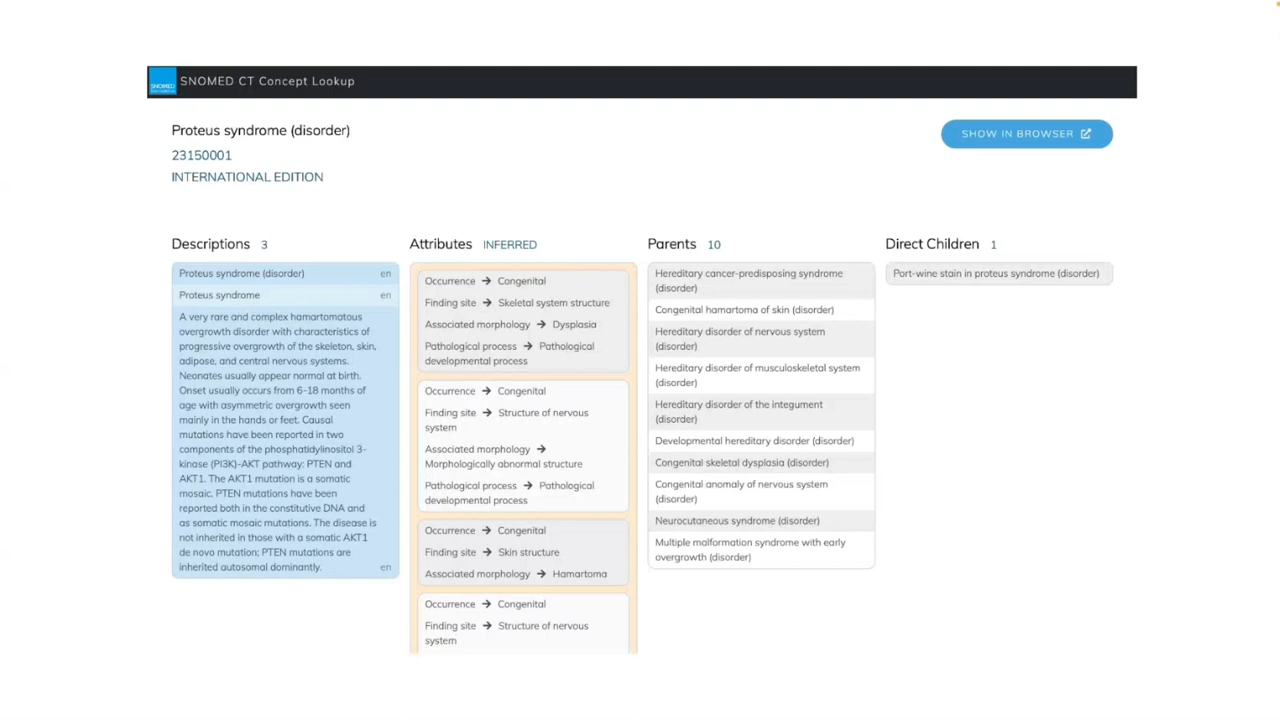 SNOMED
SNOMED CT Concept Lookup
Proteus syndrome (disorder)
23150001
INTERNATIONAL EDITION
SHOW IN BROWSER
Descriptions 3
Proteus syndrome (disorder) en
Proteus syndrome en
A very rare and complex hamartomatous
overgrowth disorder with characteristics of
progressive overgrowth of the skeleton, skin,
adipose, and central nervous systems.
Neonates usually appear normal at birth.
Onset usually occurs from 6-18 months of
age with asymmetric overgrowth seen
mainly in the hands or feet. Causal
mutations have been reported in two
components of the phosphatidylinositol 3-
kinase (PI3K)-AKT pathway: PTEN and
AKT1. The AKT1 mutation is a somatic
mosaic. PTEN mutations have been
reported both in the constitutive DNA and
as somatic mosaic mutations. The disease is
not inherited in those with a somatic AKT1
de novo mutation; PTEN mutations are
inherited autosomal dominantly. en
Attributes INFERRED
Occurrence → Congenital
Finding site → Skeletal system structure
Associated morphology → Dysplasia
Pathological process → Pathological
developmental process
Occurrence → Congenital
Finding site → Structure of nervous
system
Associated morphology →
Morphologically abnormal structure
Pathological process → Pathological
developmental process
Occurrence → Congenital
Finding site → Skin structure
Associated morphology → Hamartoma
Occurrence → Congenital
Finding site → Structure of nervous
system
Parents 10
Hereditary cancer-predisposing syndrome
(disorder)
Congenital hamartoma of skin (disorder)
Hereditary disorder of nervous system
(disorder)
Hereditary disorder of musculoskeletal system
(disorder)
Hereditary disorder of the integument
(disorder)
Developmental hereditary disorder (disorder)
Congenital skeletal dysplasia (disorder)
Congenital anomaly of nervous system
(disorder)
Neurocutaneous syndrome (disorder)
Multiple malformation syndrome with early
overgrowth (disorder)
Direct Children 1
Port-wine stain in proteus syndrome (disorder)